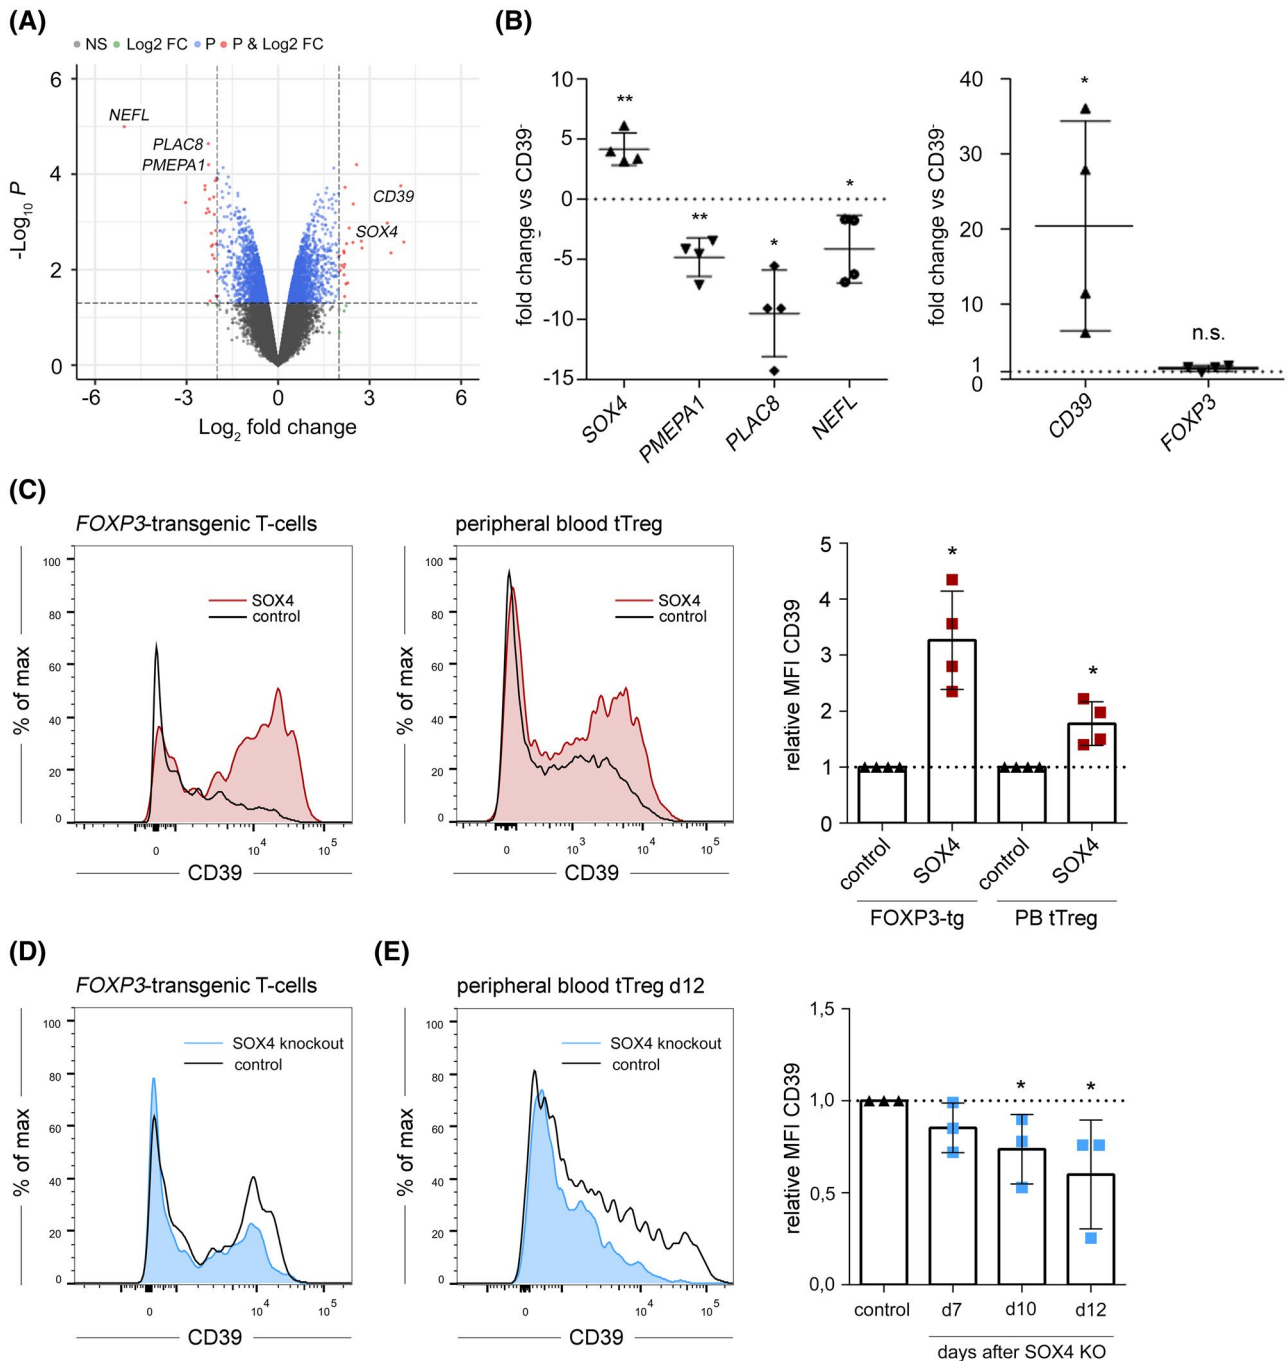 (A)
NS Log2 FC P P & Log2 FC
6
4
2
0
-Log10 P
NEFL
PLAC8
PMEPA1
CD39
SOX4
-6 -3 0 3 6
Log2 fold change
(B)
10
5
0
-5
-10
-15
fold change vs CD39-
**
**
*
*
SOX4 PMEPA1 PLAC8 NEFL
40
30
20
10
1
0
fold change vs CD39-
*
n.s.
CD39 FOXP3
(C)
FOXP3-transgenic T-cells
100
80
60
40
20
0
% of max
SOX4
control
0 10^4 10^5
CD39
peripheral blood tTreg
100
80
60
40
20
0
% of max
SOX4
control
0 10^3 10^4 10^5
CD39
5
4
3
2
1
0
relative MFI CD39
*
*
control SOX4 control SOX4
FOXP3-tg PB tTreg
(D)
FOXP3-transgenic T-cells
100
80
60
40
20
0
% of max
SOX4 knockout
control
0 10^4 10^5
CD39
(E)
peripheral blood tTreg d12
100
80
60
40
20
0
% of max
SOX4 knockout
control
0 10^4 10^5
CD39
1,5
1,0
0,5
0,0
relative MFI CD39
*
*
control d7 d10 d12
days after SOX4 KO